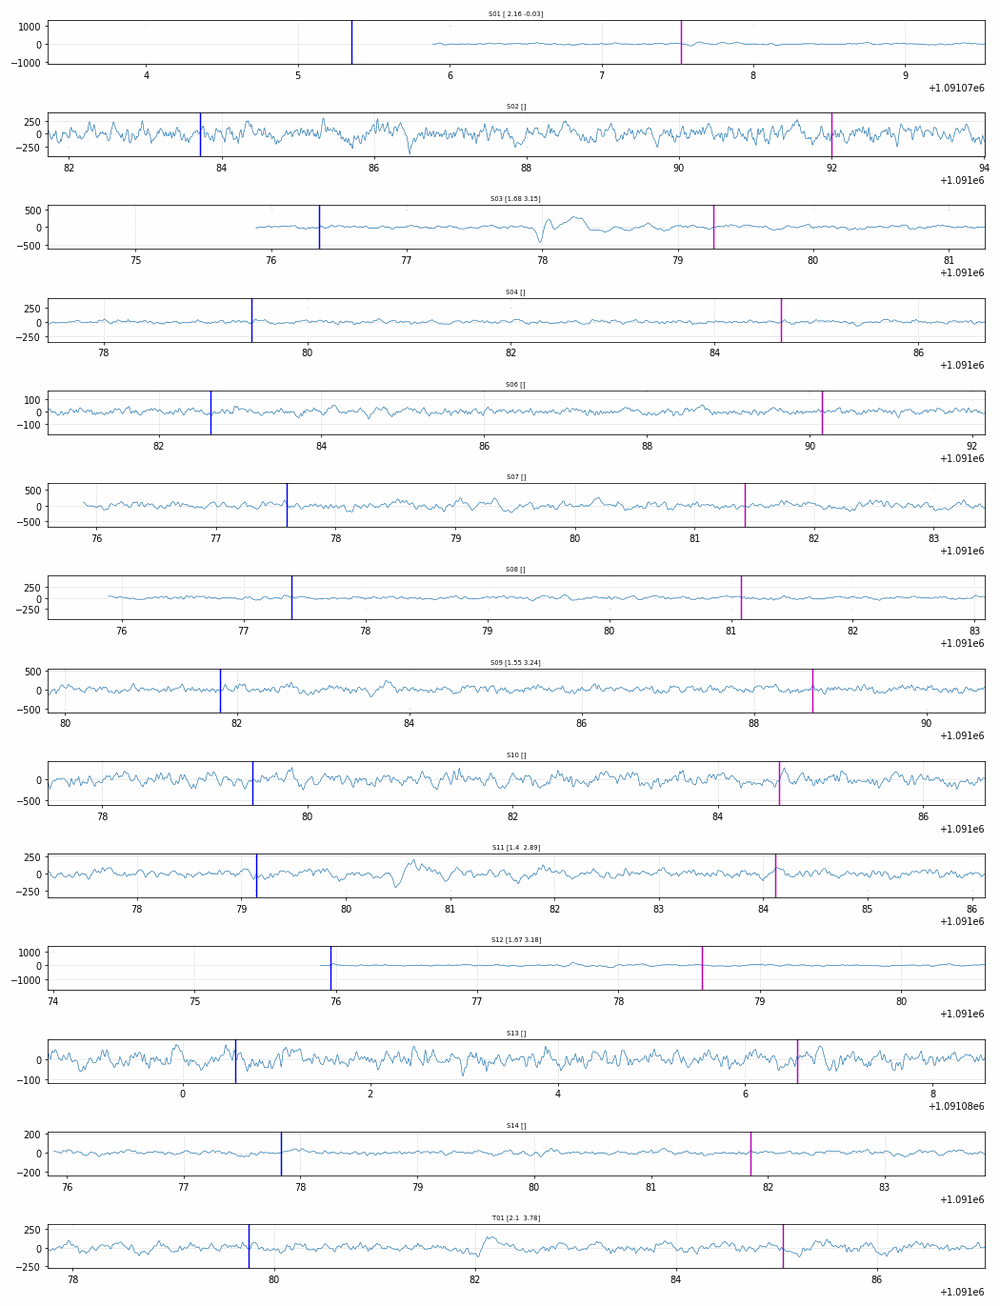 S01 [ 2.16 -0.03]
1000
0
−1000
4 5 6 7 8 9
+1.09107e6
S02 []
250
0
−250
82 84 86 88 90 92 94
+1.091e6
S03 [1.68 3.15]
500
0
−500
75 76 77 78 79 80 81
+1.091e6
S04 []
250
0
−250
78 80 82 84 86
+1.091e6
S06 []
100
0
−100
82 84 86 88 90 92
+1.091e6
S07 []
500
0
−500
76 77 78 79 80 81 82 83
+1.091e6
S08 []
250
0
−250
76 77 78 79 80 81 82 83
+1.091e6
S09 [1.55 3.24]
500
0
−500
80 82 84 86 88 90
+1.091e6
S10 []
0
−500
78 80 82 84 86
+1.091e6
S11 [1.4 2.89]
250
0
−250
78 79 80 81 82 83 84 85 86
+1.091e6
S12 [1.67 3.18]
1000
0
−1000
74 75 76 77 78 79 80
+1.091e6
S13 []
0
−100
0 2 4 6 8
+1.09108e6
S14 []
200
0
−200
76 77 78 79 80 81 82 83
+1.091e6
T01 [2.1 3.78]
250
0
−250
78 80 82 84 86
+1.091e6